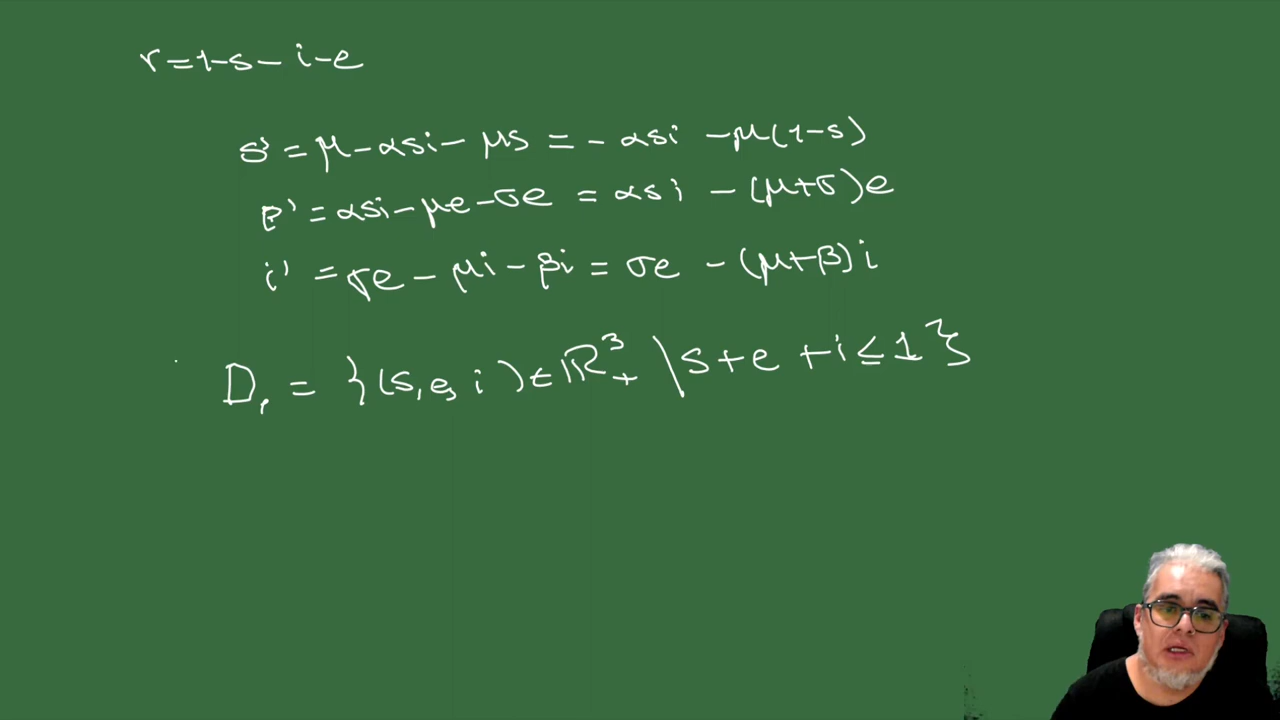 r=1-s-i-e
s' = μ - αsi - μs = - αsi - μ(1-s)
e' = αsi - μe - σe = αsi - (μ+σ)e
i' = σe - μi - βi = σe - (μ+β)i
D₁ = {(s,e,i) ∈ ℝ³₊ \ s+e+i ≤ 1}